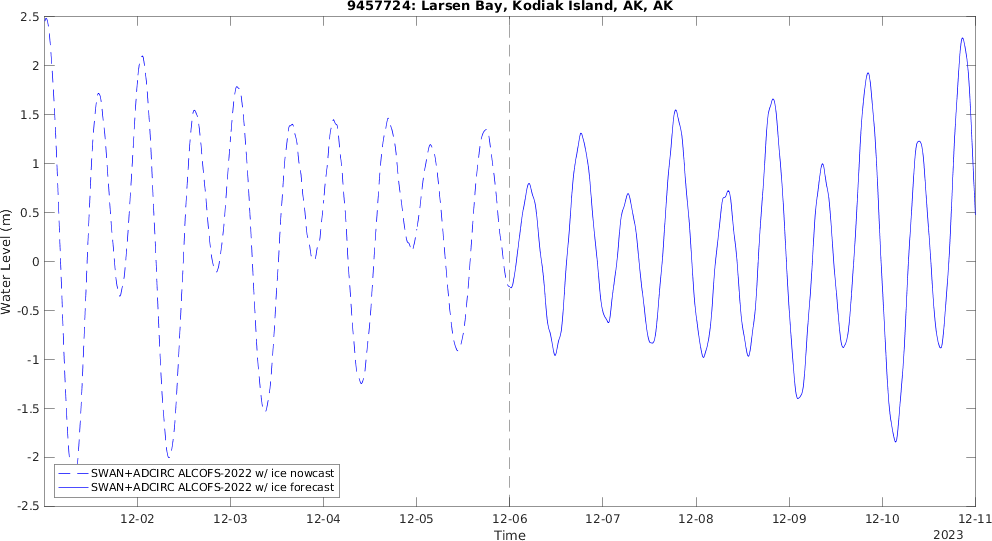 9457724: Larsen Bay, Kodiak Island, AK, AK
Water Level (m)
2.5
2
1.5
1
0.5
0
-0.5
-1
-1.5
-2
-2.5
SWAN+ADCIRC ALCOFS-2022 w/ ice nowcast
SWAN+ADCIRC ALCOFS-2022 w/ ice forecast
12-02 12-03 12-04 12-05 12-06 12-07 12-08 12-09 12-10 12-11
Time
2023